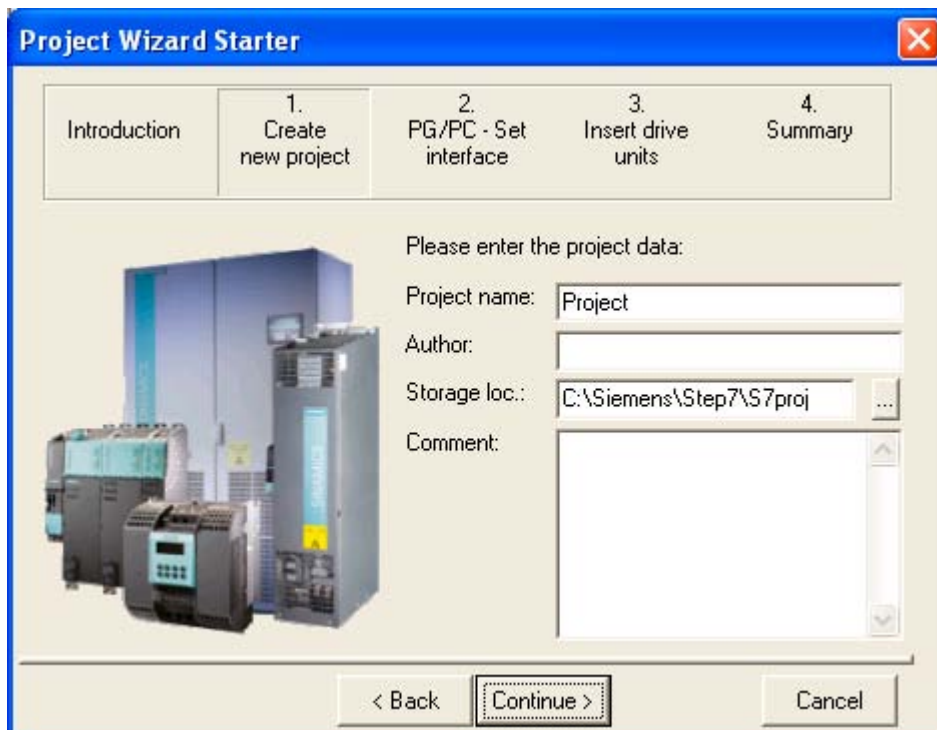 Project Wizard Starter
Introduction
1.
Create
new project
2.
PG/PC - Set
interface
3.
Insert drive
units
4.
Summary
Please enter the project data:
Project name: Project
Author:
Storage loc.: C:\Siemens\Step7\S7proj ...
Comment:
SINAMICS
< Back Continue > Cancel